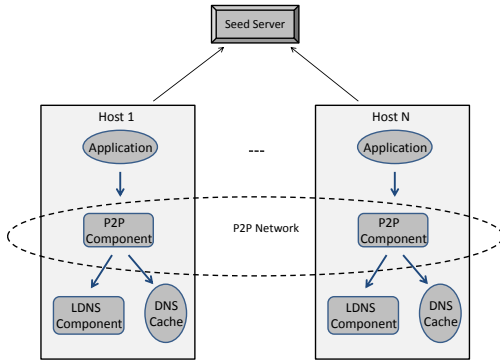 Seed Server
Host 1
Host N
Application
---
Application
P2P
Component
P2P Network
P2P
Component
LDNS
Component
DNS
Cache
LDNS
Component
DNS
Cache